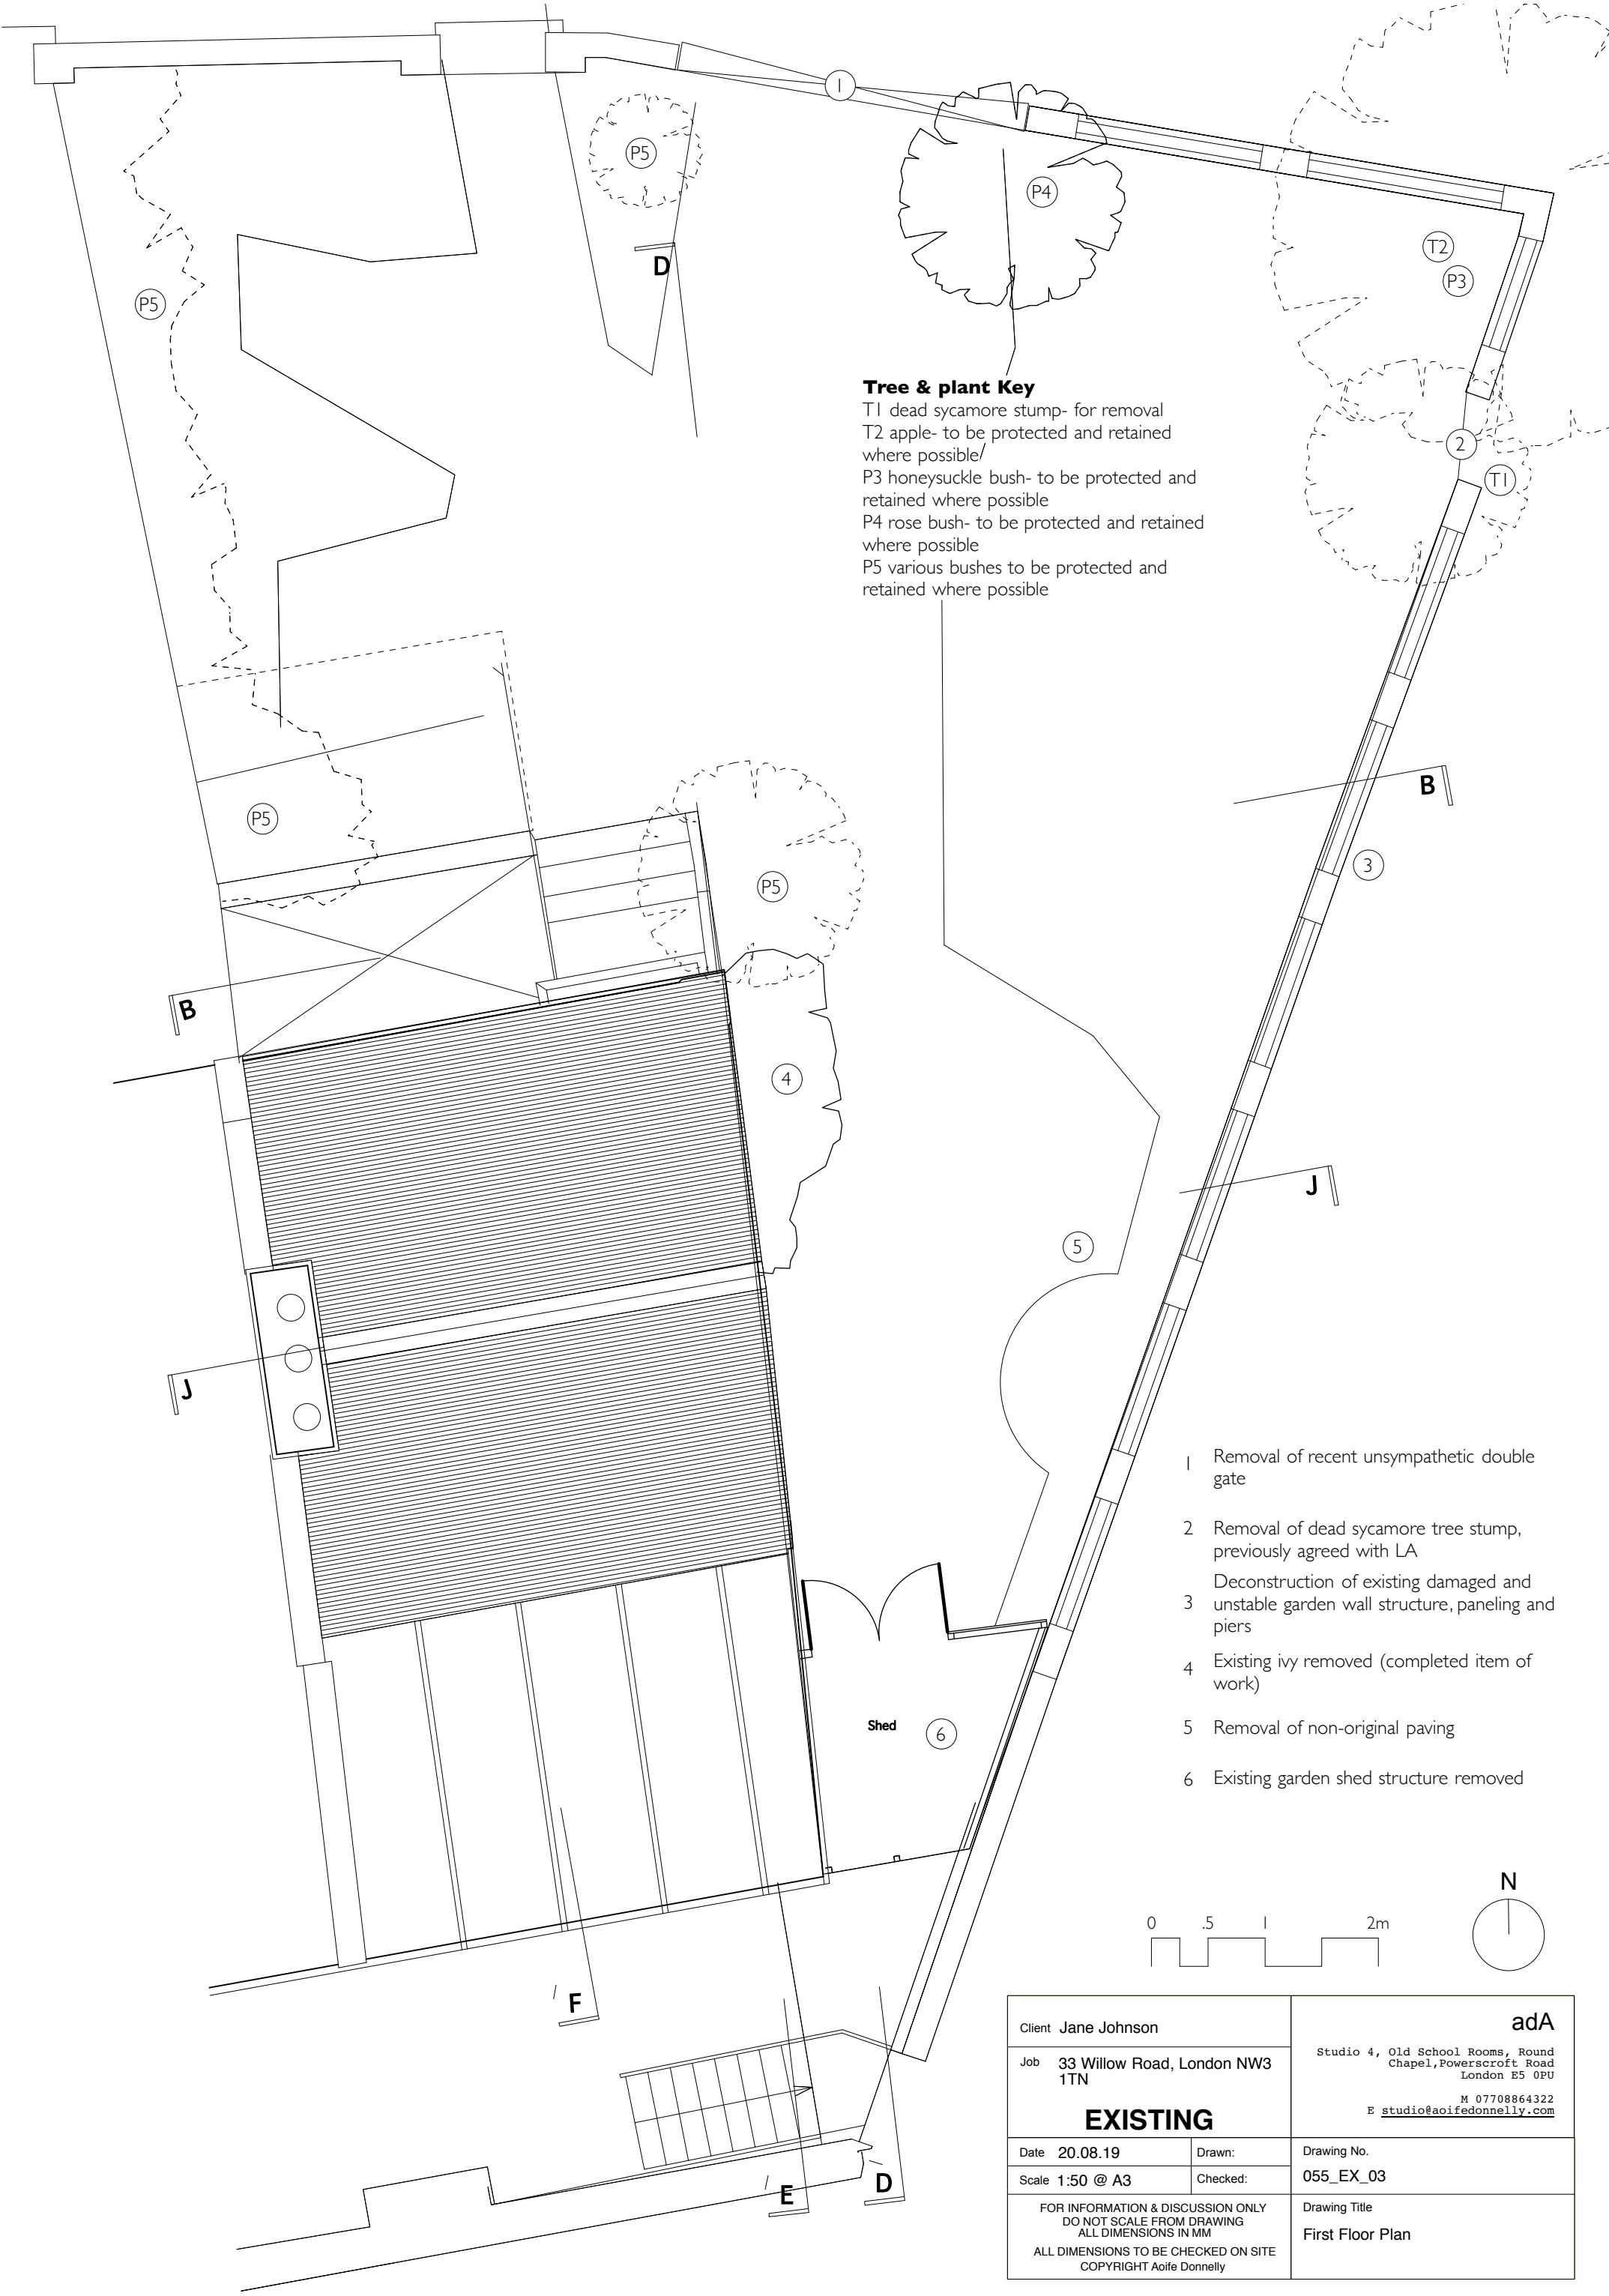 1
P5
P4
T2
P3
D
P5
Tree & plant Key
T1 dead sycamore stump- for removal
T2 apple- to be protected and retained
where possible
P3 honeysuckle bush- to be protected and
retained where possible
P4 rose bush- to be protected and retained
where possible
P5 various bushes to be protected and
retained where possible
2
T1
B
P5
3
P5
B
4
J
5
J
1 Removal of recent unsympathetic double
gate
2 Removal of dead sycamore tree stump,
previously agreed with LA
3 Deconstruction of existing damaged and
unstable garden wall structure, paneling and
piers
4 Existing ivy removed (completed item of
work)
5 Removal of non-original paving
6 Existing garden shed structure removed
Shed
6
N
0 .5 1 2m
F
E
D
Client Jane Johnson
Job 33 Willow Road, London NW3
1TN
EXISTING
Date 20.08.19
Drawn:
Scale 1:50 @ A3
Checked:
FOR INFORMATION & DISCUSSION ONLY
DO NOT SCALE FROM DRAWING
ALL DIMENSIONS IN MM
ALL DIMENSIONS TO BE CHECKED ON SITE
COPYRIGHT Aoife Donnelly
adA
Studio 4, Old School Rooms, Round
Chapel,Powerscroft Road
London E5 0PU
M 07708864322
E studio@aoifedonnelly.com
Drawing No.
055_EX_03
Drawing Title
First Floor Plan